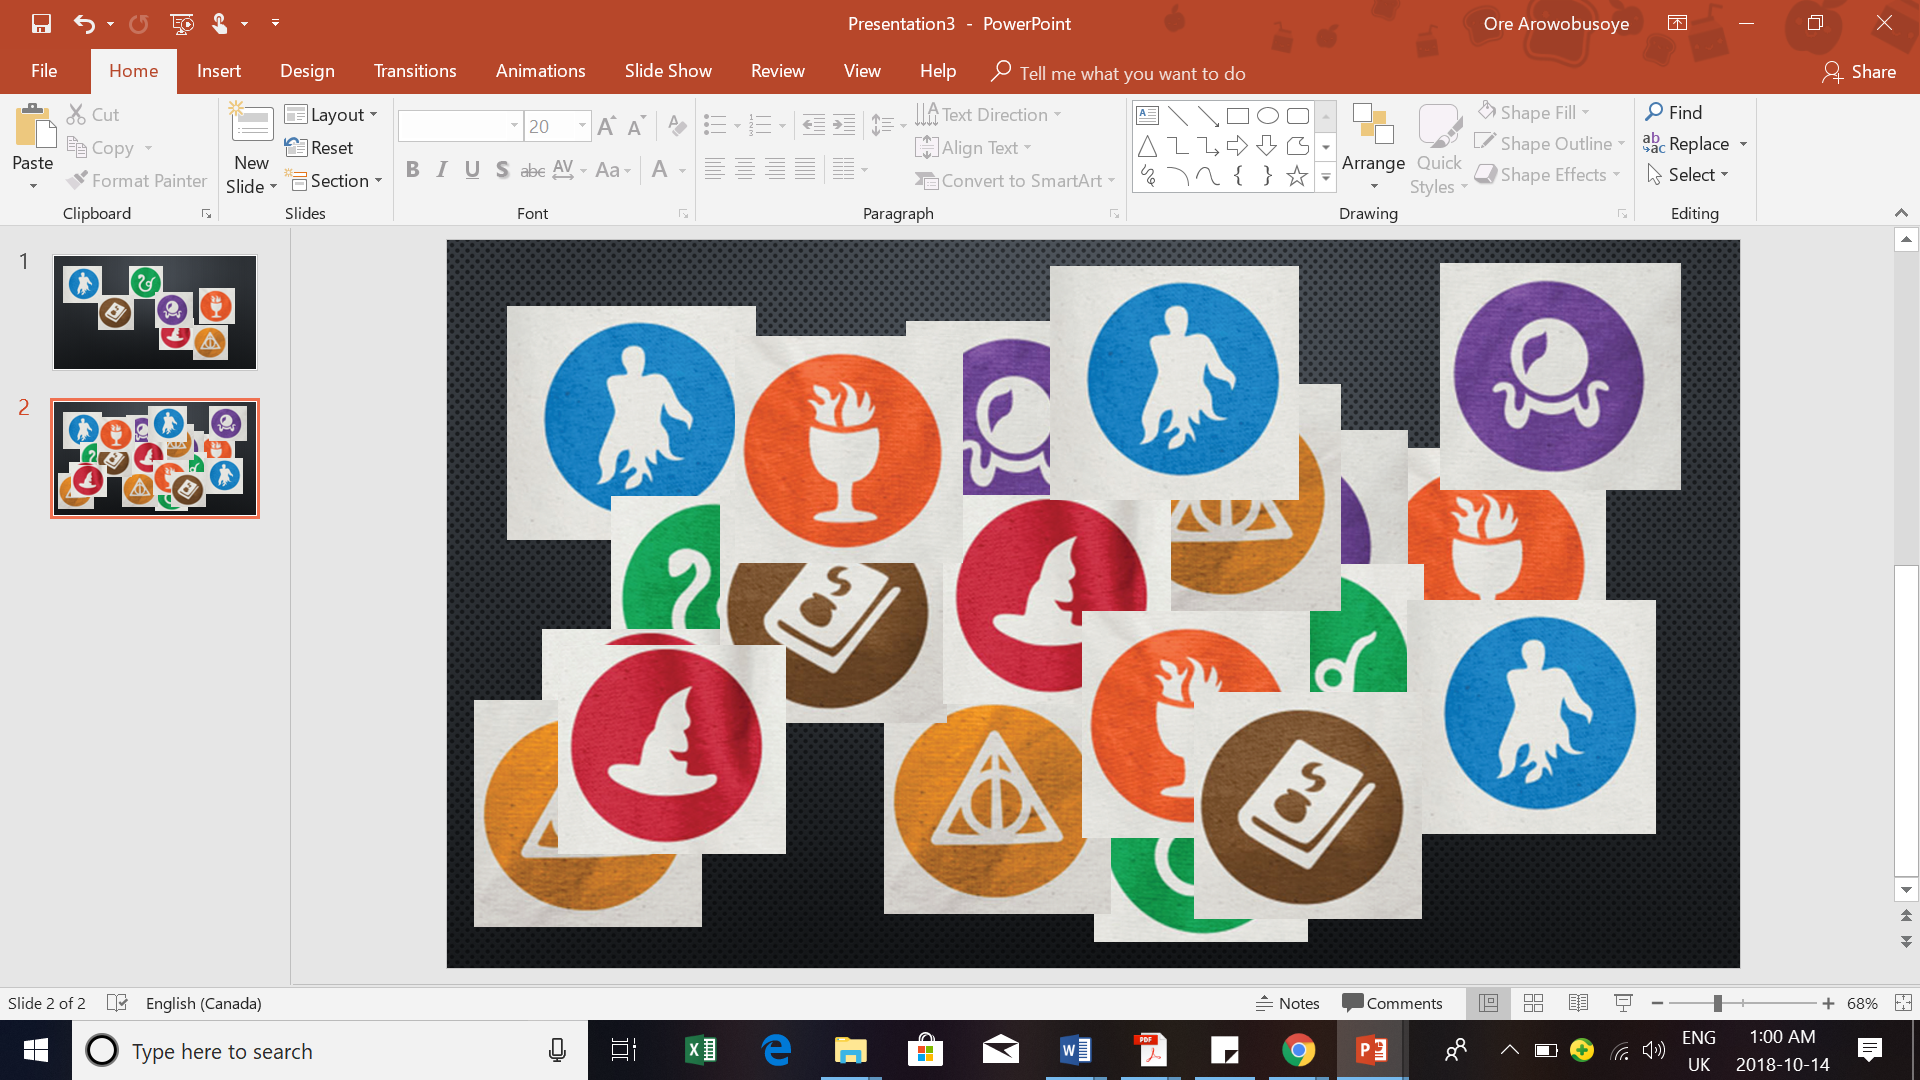 Presentation3 - PowerPoint
Ore Arowobusoye
File Home Insert Design Transitions Animations Slide Show Review View Help Tell me what you want to do Share
Paste
Cut
Copy
Format Painter
Clipboard
New Slide
Layout
Reset
Section
Slides
20
B I U S abc AV Aa A
Font
Text Direction
Align Text
Convert to SmartArt
Paragraph
Arrange
Quick Styles
Shape Fill
Shape Outline
Shape Effects
Drawing
Find
Replace
Select
Editing
1
2
Slide 2 of 2 English (Canada) Notes Comments 68%
Type here to search
ENG
UK
1:00 AM
2018-10-14